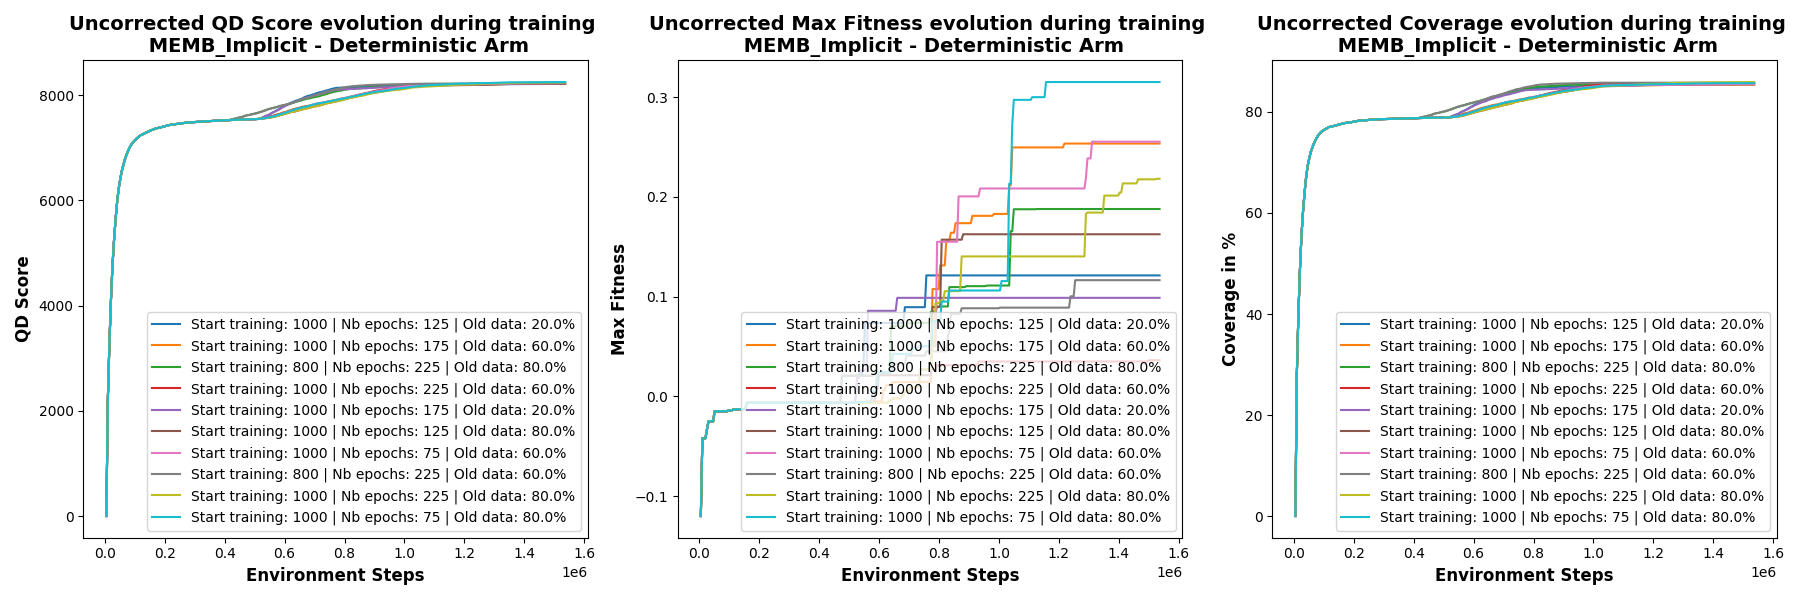 Uncorrected QD Score evolution during training
MEMB_Implicit - Deterministic Arm
QD Score
8000
6000
4000
2000
0
Start training: 1000 | Nb epochs: 125 | Old data: 20.0%
Start training: 1000 | Nb epochs: 175 | Old data: 60.0%
Start training: 800 | Nb epochs: 225 | Old data: 80.0%
Start training: 1000 | Nb epochs: 225 | Old data: 60.0%
Start training: 1000 | Nb epochs: 175 | Old data: 20.0%
Start training: 1000 | Nb epochs: 125 | Old data: 80.0%
Start training: 1000 | Nb epochs: 75 | Old data: 60.0%
Start training: 800 | Nb epochs: 225 | Old data: 60.0%
Start training: 1000 | Nb epochs: 225 | Old data: 80.0%
Start training: 1000 | Nb epochs: 75 | Old data: 80.0%
0.0 0.2 0.4 0.6 0.8 1.0 1.2 1.4 1.6
1e6
Environment Steps
Uncorrected Max Fitness evolution during training
MEMB_Implicit - Deterministic Arm
Max Fitness
0.3
0.2
0.1
0.0
−0.1
Start training: 1000 | Nb epochs: 125 | Old data: 20.0%
Start training: 1000 | Nb epochs: 175 | Old data: 60.0%
Start training: 800 | Nb epochs: 225 | Old data: 80.0%
Start training: 1000 | Nb epochs: 225 | Old data: 60.0%
Start training: 1000 | Nb epochs: 175 | Old data: 20.0%
Start training: 1000 | Nb epochs: 125 | Old data: 80.0%
Start training: 1000 | Nb epochs: 75 | Old data: 60.0%
Start training: 800 | Nb epochs: 225 | Old data: 60.0%
Start training: 1000 | Nb epochs: 225 | Old data: 80.0%
Start training: 1000 | Nb epochs: 75 | Old data: 80.0%
0.0 0.2 0.4 0.6 0.8 1.0 1.2 1.4 1.6
1e6
Environment Steps
Uncorrected Coverage evolution during training
MEMB_Implicit - Deterministic Arm
Coverage in %
80
60
40
20
0
Start training: 1000 | Nb epochs: 125 | Old data: 20.0%
Start training: 1000 | Nb epochs: 175 | Old data: 60.0%
Start training: 800 | Nb epochs: 225 | Old data: 80.0%
Start training: 1000 | Nb epochs: 225 | Old data: 60.0%
Start training: 1000 | Nb epochs: 175 | Old data: 20.0%
Start training: 1000 | Nb epochs: 125 | Old data: 80.0%
Start training: 1000 | Nb epochs: 75 | Old data: 60.0%
Start training: 800 | Nb epochs: 225 | Old data: 60.0%
Start training: 1000 | Nb epochs: 225 | Old data: 80.0%
Start training: 1000 | Nb epochs: 75 | Old data: 80.0%
0.0 0.2 0.4 0.6 0.8 1.0 1.2 1.4 1.6
1e6
Environment Steps